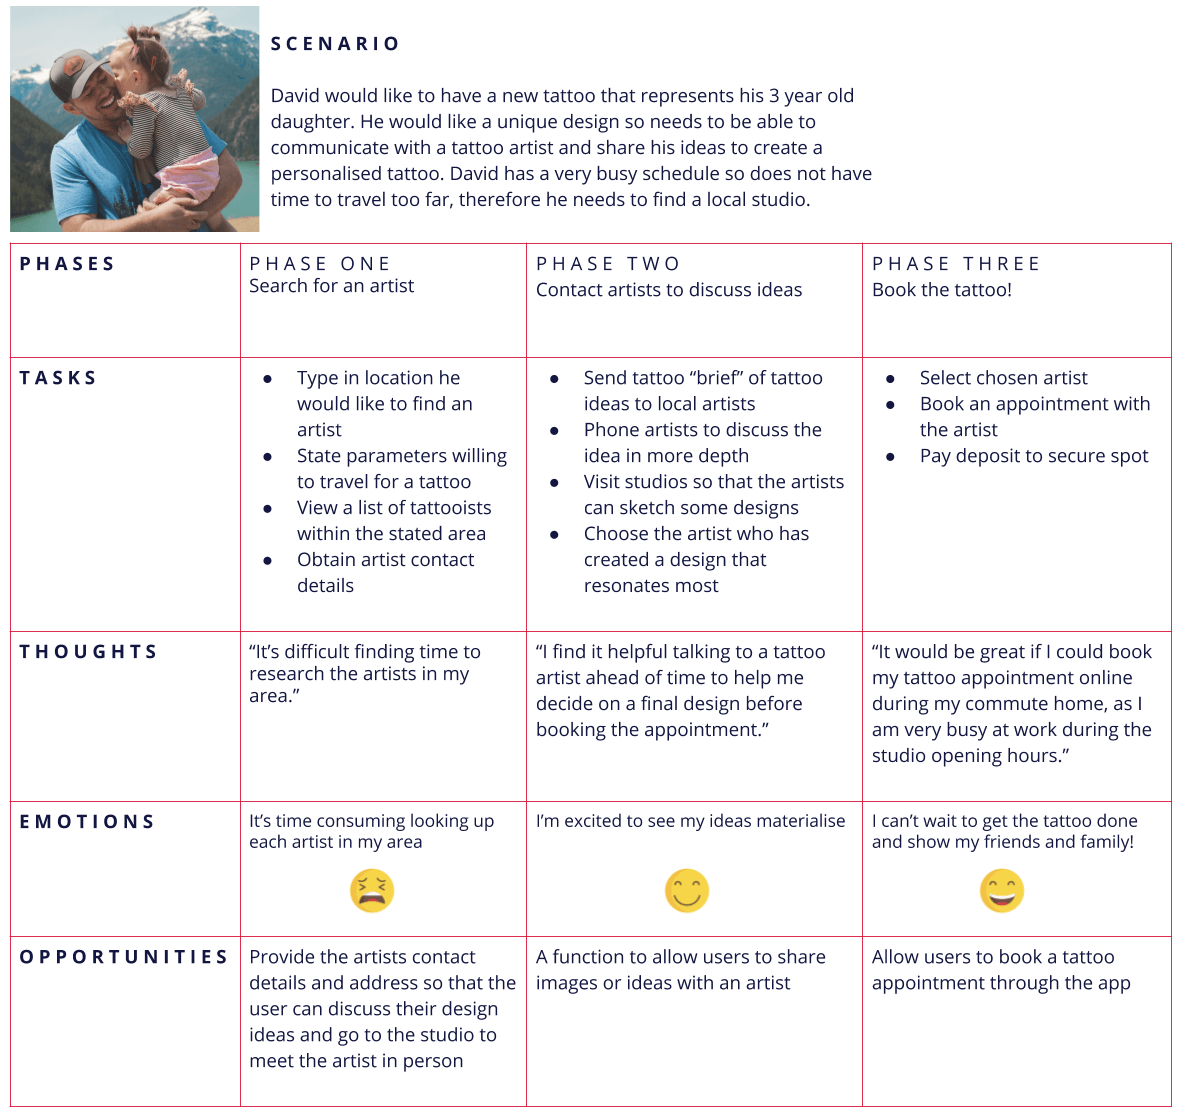 SCENARIO
David would like to have a new tattoo that represents his 3 year old
daughter. He would like a unique design so needs to be able to
communicate with a tattoo artist and share his ideas to create a
personalised tattoo. David has a very busy schedule so does not have
time to travel too far, therefore he needs to find a local studio.
PHASES
PHASE ONE
Search for an artist
PHASE TWO
Contact artists to discuss ideas
PHASE THREE
Book the tattoo!
TASKS
● Type in location he
would like to find an
artist
● State parameters willing
to travel for a tattoo
● View a list of tattooists
within the stated area
● Obtain artist contact
details
● Send tattoo “brief” of tattoo
ideas to local artists
● Phone artists to discuss the
idea in more depth
● Visit studios so that the artists
can sketch some designs
● Choose the artist who has
created a design that
resonates most
● Select chosen artist
● Book an appointment with
the artist
● Pay deposit to secure spot
THOUGHTS
“It’s difficult finding time to
research the artists in my
area.”
“I find it helpful talking to a tattoo
artist ahead of time to help me
decide on a final design before
booking the appointment.”
“It would be great if I could book
my tattoo appointment online
during my commute home, as I
am very busy at work during the
studio opening hours.”
EMOTIONS
It’s time consuming looking up
each artist in my area
I’m excited to see my ideas materialise
I can’t wait to get the tattoo done
and show my friends and family!
OPPORTUNITIES
Provide the artists contact
details and address so that the
user can discuss their design
ideas and go to the studio to
meet the artist in person
A function to allow users to share
images or ideas with an artist
Allow users to book a tattoo
appointment through the app